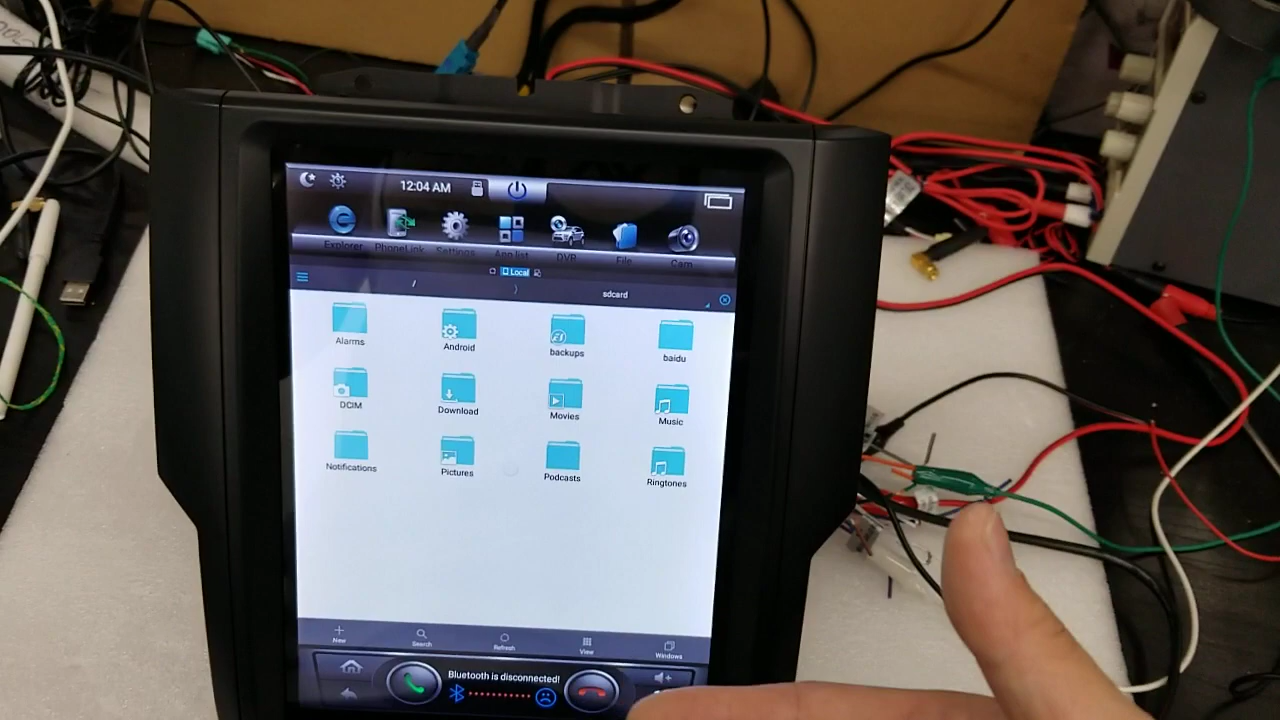 12:04 AM
Explorer PhoneLink Settings App list DVR File Cam
Local
/ sdcard
Alarms Android backups baidu
DCIM Download Movies Music
Notifications Pictures Podcasts Ringtones
New Search Refresh View Windows
Bluetooth is disconnected!